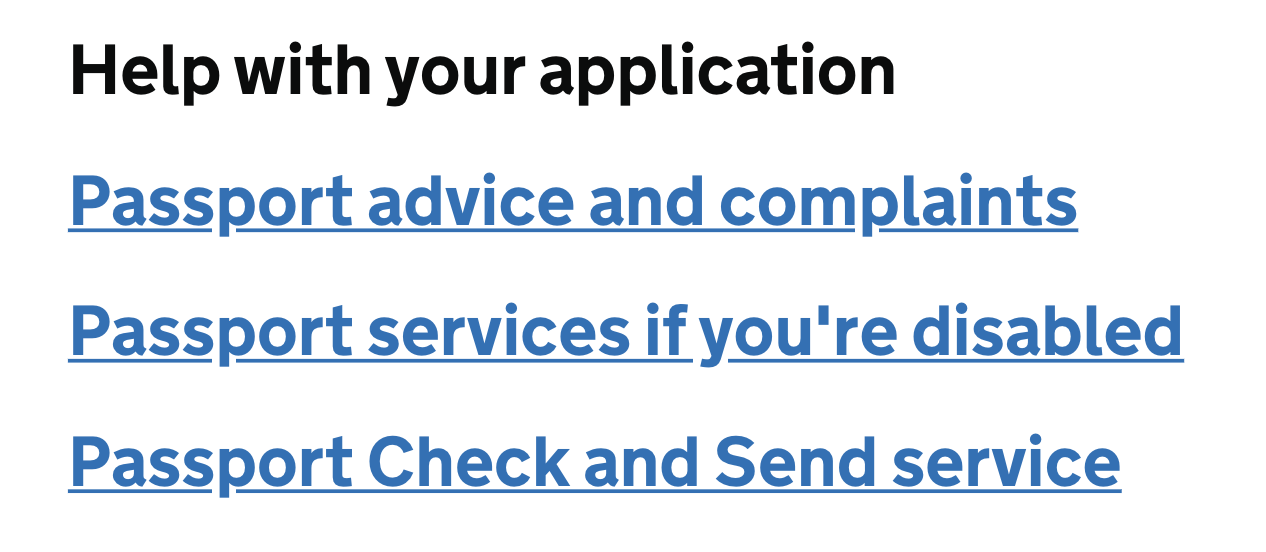 Help with your application
Passport advice and complaints
Passport services if you're disabled
Passport Check and Send service